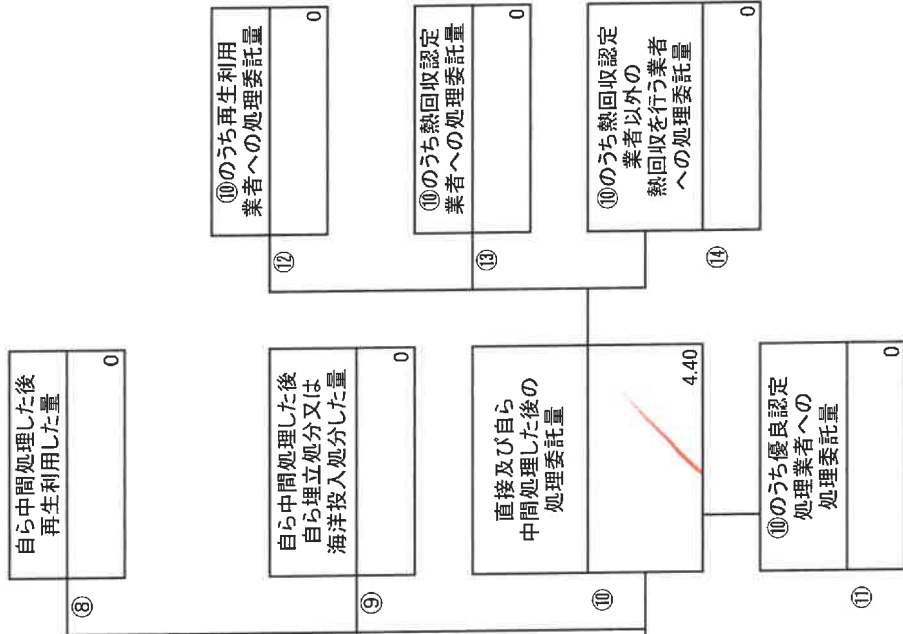 ⑧
自ら中間処理した後
再生利用した量
0
⑨
自ら中間処理した後
自ら埋立処分又は
海洋投入処分した量
0
⑩
直接及び自ら
中間処理した後の
処理委託量
4.40
⑪
⑩のうち優良認定
処理業者への
処理委託量
0
⑫
⑩のうち再生利用
業者への処理委託量
0
⑬
⑩のうち熱回収認定
業者への処理委託量
0
⑭
⑩のうち熱回収認定
業者以外の
熱回収を行う業者
への処理委託量
0